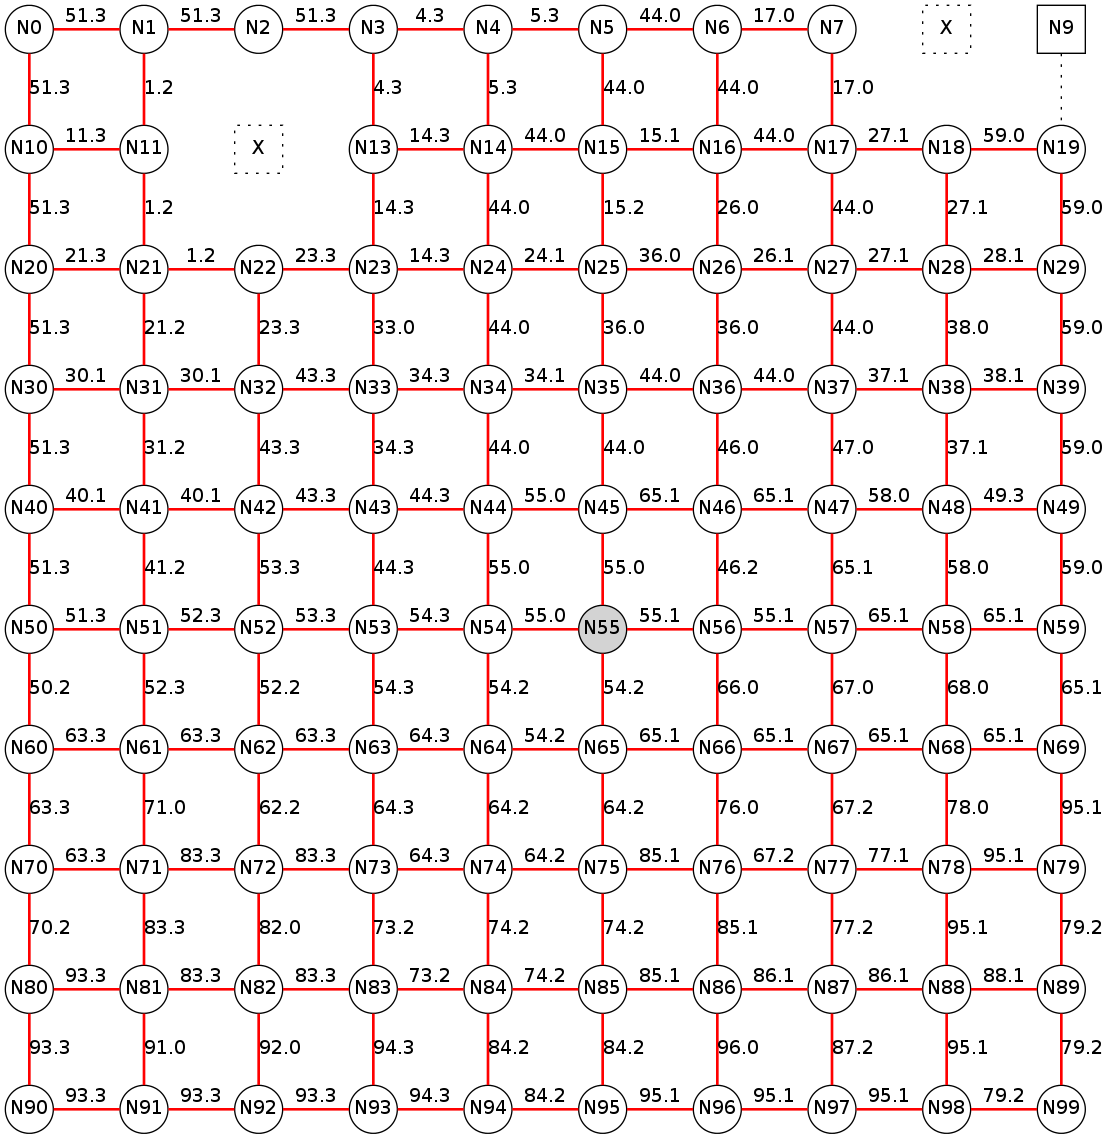 51.3 51.3 51.3 4.3 5.3 44.0 17.0
N0 N1 N2 N3 N4 N5 N6 N7 X N9
51.3 1.2 4.3 5.3 44.0 44.0 17.0
11.3 14.3 44.0 15.1 44.0 27.1 59.0
N10 N11 X N13 N14 N15 N16 N17 N18 N19
51.3 1.2 14.3 44.0 15.2 26.0 44.0 27.1 59.0
21.3 1.2 23.3 14.3 24.1 36.0 26.1 27.1 28.1
N20 N21 N22 N23 N24 N25 N26 N27 N28 N29
51.3 21.2 23.3 33.0 44.0 36.0 36.0 44.0 38.0 59.0
30.1 30.1 43.3 34.3 34.1 44.0 44.0 37.1 38.1
N30 N31 N32 N33 N34 N35 N36 N37 N38 N39
51.3 31.2 43.3 34.3 44.0 44.0 46.0 47.0 37.1 59.0
40.1 40.1 43.3 44.3 55.0 65.1 65.1 58.0 49.3
N40 N41 N42 N43 N44 N45 N46 N47 N48 N49
51.3 41.2 53.3 44.3 55.0 55.0 46.2 65.1 58.0 59.0
51.3 52.3 53.3 54.3 55.0 55.1 55.1 65.1 65.1
N50 N51 N52 N53 N54 N55 N56 N57 N58 N59
50.2 52.3 52.2 54.3 54.2 54.2 66.0 67.0 68.0 65.1
63.3 63.3 63.3 64.3 54.2 65.1 65.1 65.1 65.1
N60 N61 N62 N63 N64 N65 N66 N67 N68 N69
63.3 71.0 62.2 64.3 64.2 64.2 76.0 67.2 78.0 95.1
63.3 83.3 83.3 64.3 64.2 85.1 67.2 77.1 95.1
N70 N71 N72 N73 N74 N75 N76 N77 N78 N79
70.2 83.3 82.0 73.2 74.2 74.2 85.1 77.2 95.1 79.2
93.3 83.3 83.3 73.2 74.2 85.1 86.1 86.1 88.1
N80 N81 N82 N83 N84 N85 N86 N87 N88 N89
93.3 91.0 92.0 94.3 84.2 84.2 96.0 87.2 95.1 79.2
93.3 93.3 93.3 94.3 84.2 95.1 95.1 95.1 79.2
N90 N91 N92 N93 N94 N95 N96 N97 N98 N99